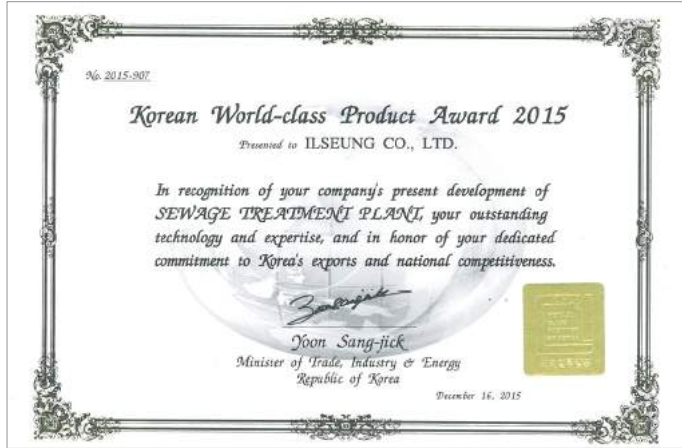 No. 2015-907
Korean World-class Product Award 2015
Presented to ILSEUNG CO., LTD.
In recognition of your company's present development of
SEWAGE TREATMENT PLANT, your outstanding
technology and expertise, and in honor of your dedicated
commitment to Korea's exports and national competitiveness.
Yoon Sang-jick
Minister of Trade, Industry & Energy
Republic of Korea
December 16, 2015